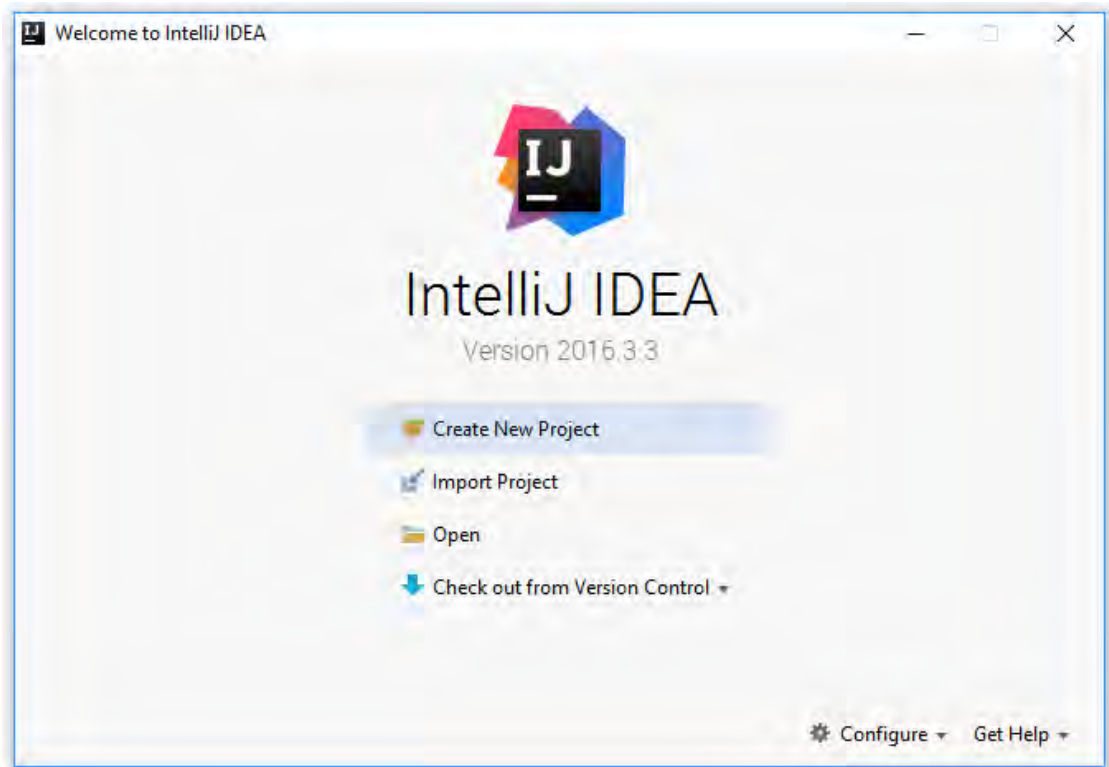 Welcome to IntelliJ IDEA
IJ
IntelliJ IDEA
Version 2016.3.3
Create New Project
Import Project
Open
Check out from Version Control
Configure
Get Help